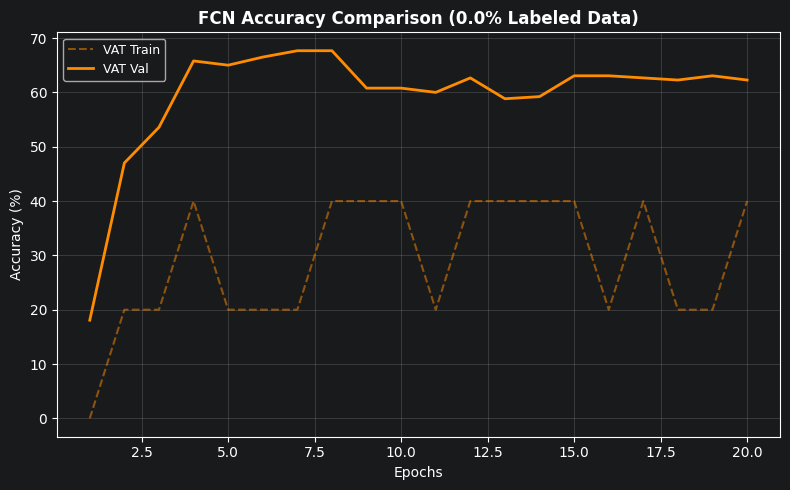 FCN Accuracy Comparison (0.0% Labeled Data)
VAT Train
VAT Val
Accuracy (%)
70
60
50
40
30
20
10
0
2.5 5.0 7.5 10.0 12.5 15.0 17.5 20.0
Epochs